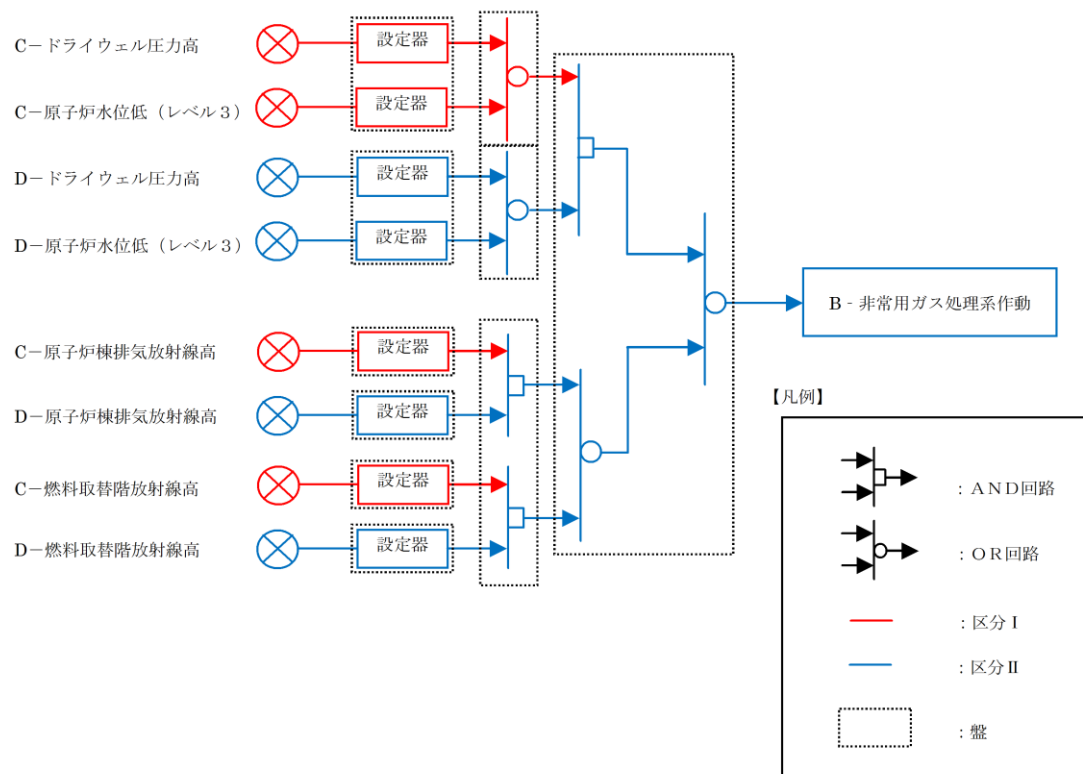 C－ドライウェル圧力高
設定器
C－原子炉水位低（レベル３）
設定器
D－ドライウェル圧力高
設定器
D－原子炉水位低（レベル３）
設定器
B‐非常用ガス処理系作動
C－原子炉棟排気放射線高
設定器
D－原子炉棟排気放射線高
設定器
C－燃料取替階放射線高
設定器
D－燃料取替階放射線高
設定器
【凡例】
：ＡＮＤ回路
：ＯＲ回路
：区分Ⅰ
：区分Ⅱ
：盤